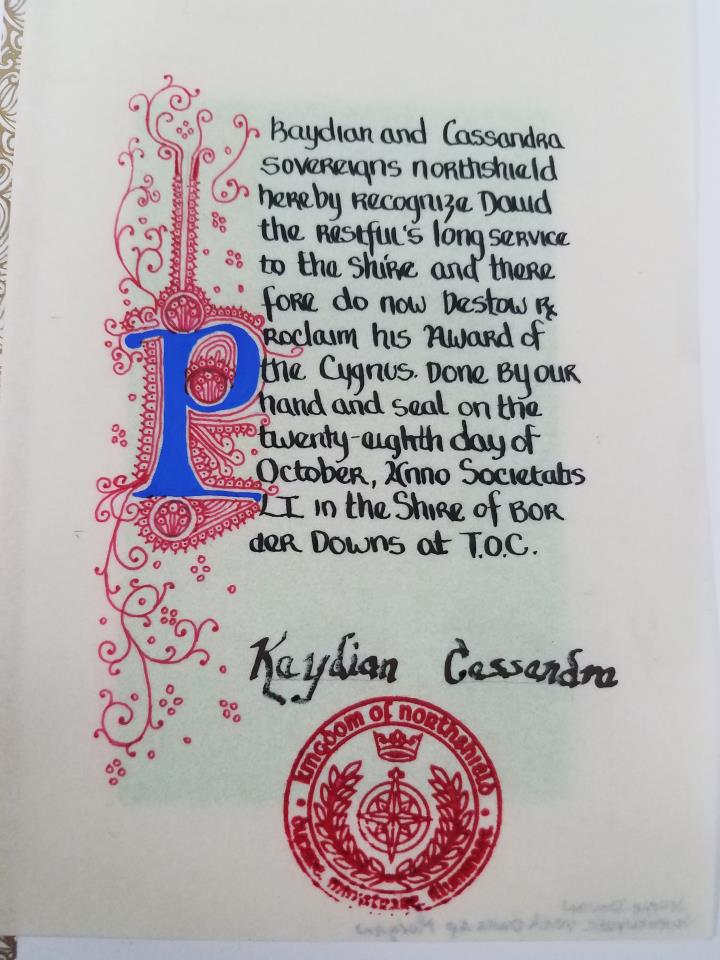 Kaydian and Cassandra
sovereigns northshield
hereby recognize Dawid
the restful's long service
to the Shire and there
fore do now Bestow &
Proclaim his Award of
the Cygnus. Done By our
hand and seal on the
twenty-eighth day of
October, Anno Societatis
LI in the Shire of Bor
der Downs at T.O.C.
Kaydian Cassandra
kingdom of northshield
ministrare,